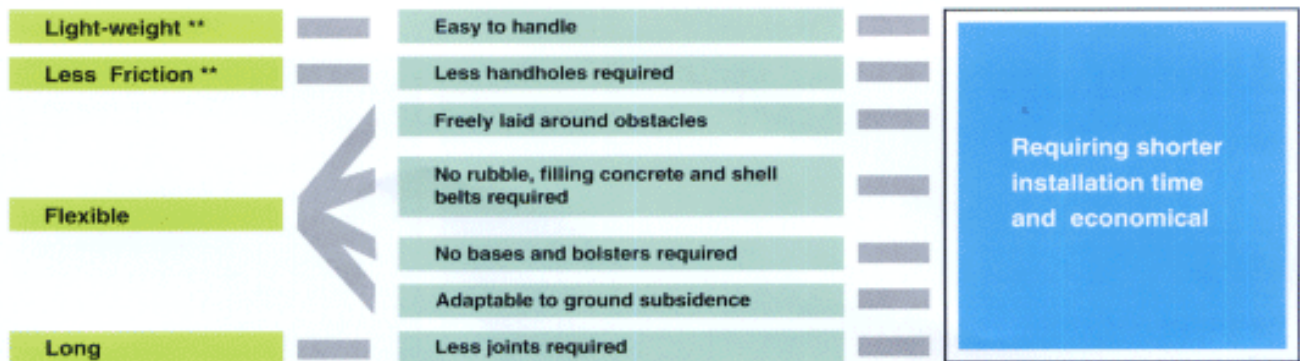 Light-weight **
Easy to handle
Less Friction **
Less handholes required
Freely laid around obstacles
No rubble, filling concrete and shell
belts required
Flexible
No bases and bolsters required
Adaptable to ground subsidence
Long
Less joints required
Requiring shorter
installation time
and economical